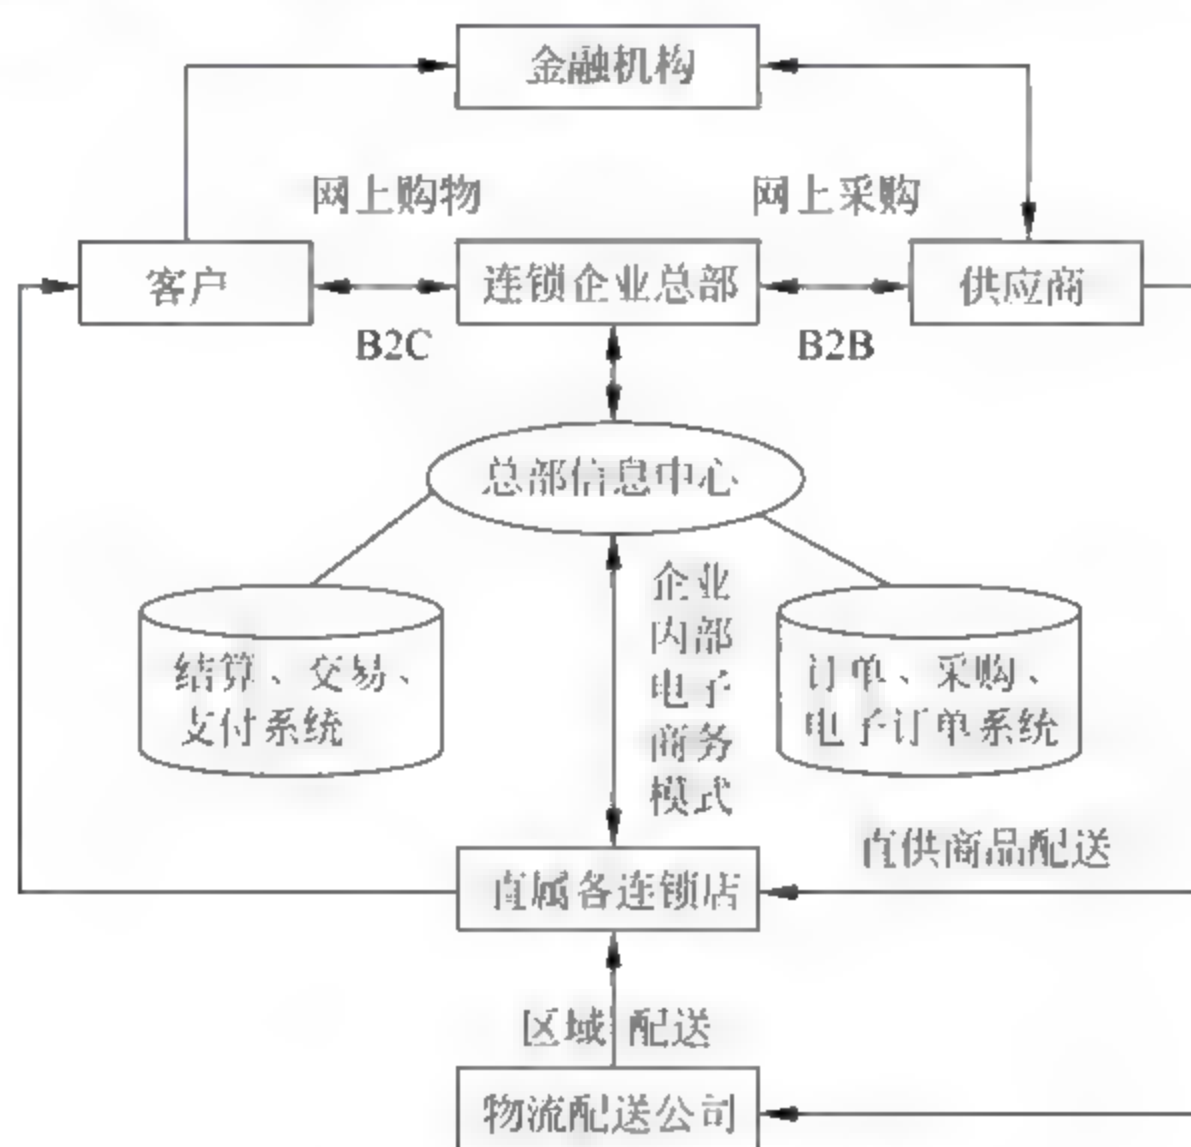 金融机构
网上购物
网上采购
客户
连锁企业总部
供应商
B2C
B2B
总部信息中心
企业
内部
电子
商务
模式
结算、交易、
支付系统
订单、采购、
电子订单系统
直供商品配送
直属各连锁店
区域 配送
物流配送公司